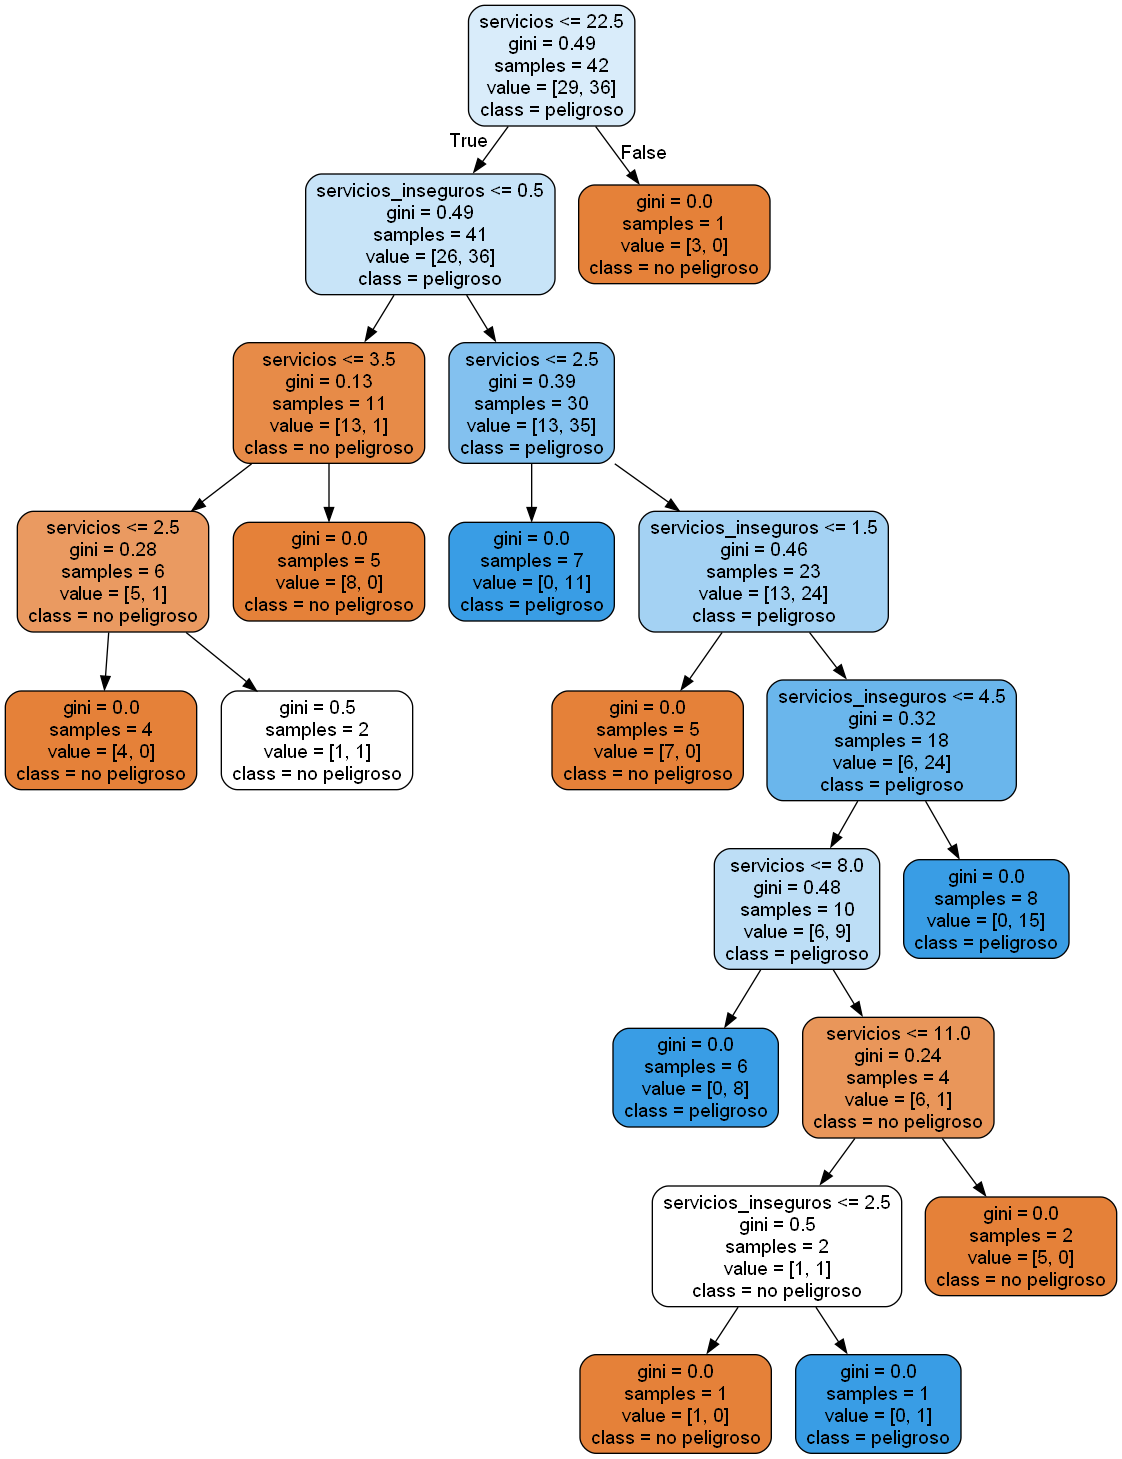 servicios <= 22.5
gini = 0.49
samples = 42
value = [29, 36]
class = peligroso
True
False
servicios_inseguros <= 0.5
gini = 0.49
samples = 41
value = [26, 36]
class = peligroso
gini = 0.0
samples = 1
value = [3, 0]
class = no peligroso
servicios <= 3.5
gini = 0.13
samples = 11
value = [13, 1]
class = no peligroso
servicios <= 2.5
gini = 0.39
samples = 30
value = [13, 35]
class = peligroso
servicios <= 2.5
gini = 0.28
samples = 6
value = [5, 1]
class = no peligroso
gini = 0.0
samples = 5
value = [8, 0]
class = no peligroso
gini = 0.0
samples = 7
value = [0, 11]
class = peligroso
servicios_inseguros <= 1.5
gini = 0.46
samples = 23
value = [13, 24]
class = peligroso
gini = 0.0
samples = 4
value = [4, 0]
class = no peligroso
gini = 0.5
samples = 2
value = [1, 1]
class = no peligroso
gini = 0.0
samples = 5
value = [7, 0]
class = no peligroso
servicios_inseguros <= 4.5
gini = 0.32
samples = 18
value = [6, 24]
class = peligroso
servicios <= 8.0
gini = 0.48
samples = 10
value = [6, 9]
class = peligroso
gini = 0.0
samples = 8
value = [0, 15]
class = peligroso
gini = 0.0
samples = 6
value = [0, 8]
class = peligroso
servicios <= 11.0
gini = 0.24
samples = 4
value = [6, 1]
class = no peligroso
servicios_inseguros <= 2.5
gini = 0.5
samples = 2
value = [1, 1]
class = no peligroso
gini = 0.0
samples = 2
value = [5, 0]
class = no peligroso
gini = 0.0
samples = 1
value = [1, 0]
class = no peligroso
gini = 0.0
samples = 1
value = [0, 1]
class = peligroso